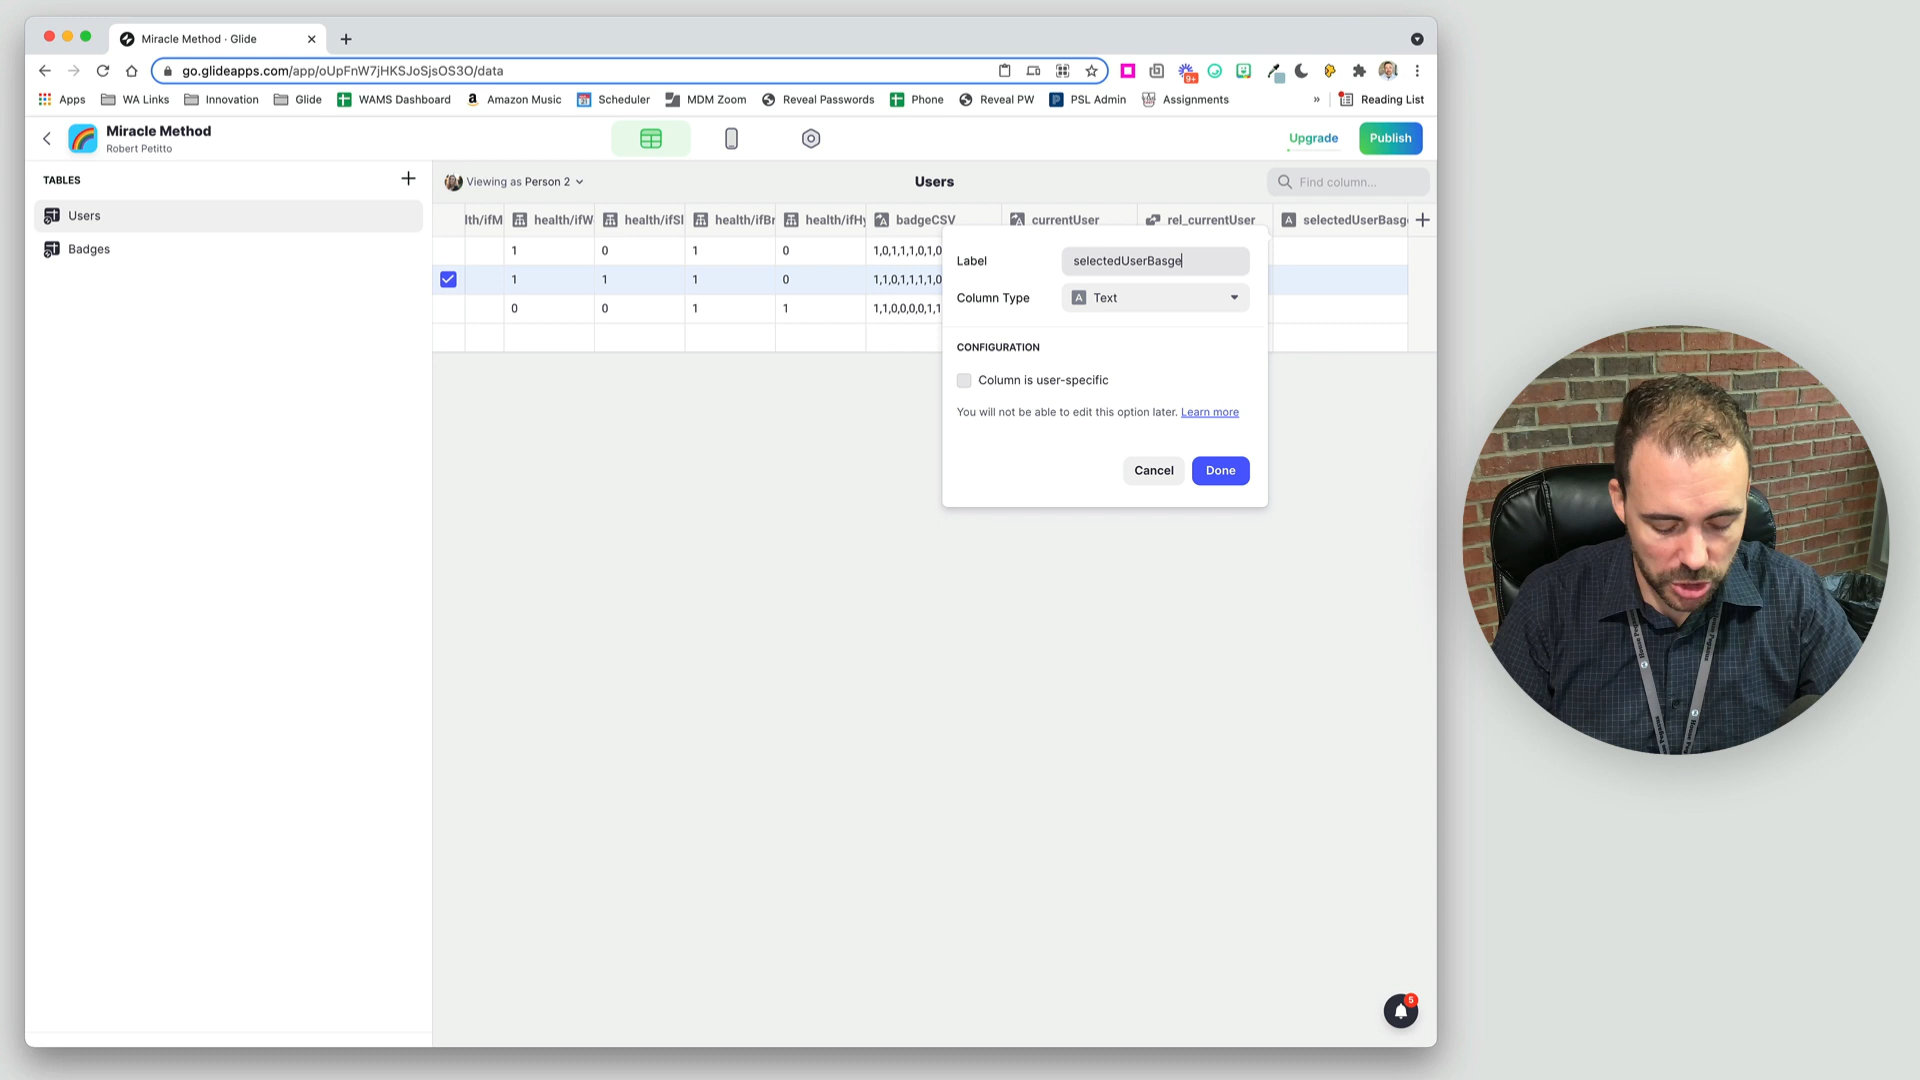 Miracle Method · Glide
go.glideapps.com/app/oUpFnW7jHKSJoSjsOS3O/data
9+
Apps WA Links Innovation Glide WAMS Dashboard Amazon Music Scheduler MDM Zoom Reveal Passwords Phone Reveal PW PSL Admin Assignments » Reading List
Miracle Method
Robert Petitto
Upgrade
Publish
TABLES
Users
Badges
Viewing as Person 2
Users
Find column...
lth/ifM health/ifW health/ifSl health/ifBr health/ifHy badgeCSV currentUser rel_currentUser selectedUserBasge
1 0 1 0 1,0,1,1,1,0,1,0
1 1 1 0 1,1,0,1,1,1,1,0
0 0 1 1 1,1,0,0,0,0,1,1
Label selectedUserBasge
Column Type Text
CONFIGURATION
Column is user-specific
You will not be able to edit this option later. Learn more
Cancel Done
5